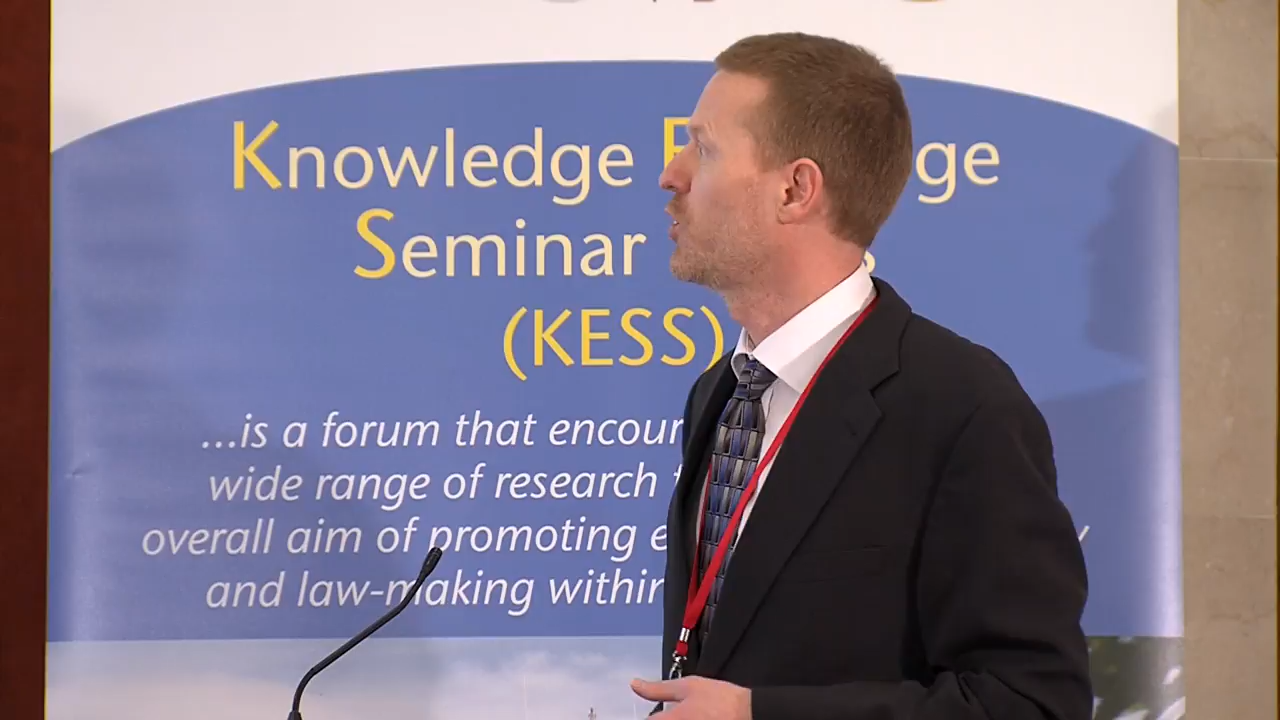 Knowledge E ge
Seminar s
(KESS)
...is a forum that encour
wide range of research
overall aim of promoting e y
and law-making within